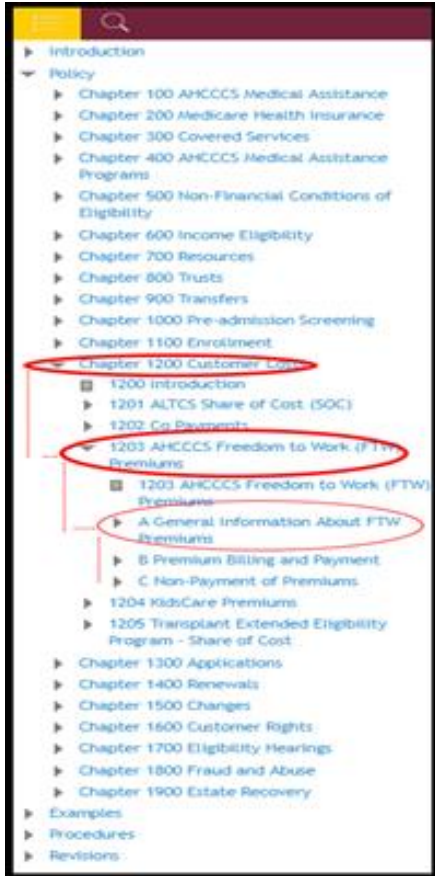 Introduction
Policy
Chapter 100 AHCCCS Medical Assistance
Chapter 200 Medicare Health Insurance
Chapter 300 Covered Services
Chapter 400 AHCCCS Medical Assistance
Programs
Chapter 500 Non-Financial Conditions of
Eligibility
Chapter 600 Income Eligibility
Chapter 700 Resources
Chapter 800 Trusts
Chapter 900 Transfers
Chapter 1000 Pre-admission Screening
Chapter 1100 Enrollment
Chapter 1200 Customer Costs
1200 Introduction
1201 ALTCS Share of Cost (SOC)
1202 Co Payments
1203 AHCCCS Freedom to Work (FTW)
Premiums
1203 AHCCCS Freedom to Work (FTW)
Premiums
A General Information About FTW
Premiums
B Premium Billing and Payment
C Non-Payment of Premiums
1204 KidsCare Premiums
1205 Transplant Extended Eligibility
Program - Share of Cost
Chapter 1300 Applications
Chapter 1400 Renewals
Chapter 1500 Changes
Chapter 1600 Customer Rights
Chapter 1700 Eligibility Hearings
Chapter 1800 Fraud and Abuse
Chapter 1900 Estate Recovery
Examples
Procedures
Revisions